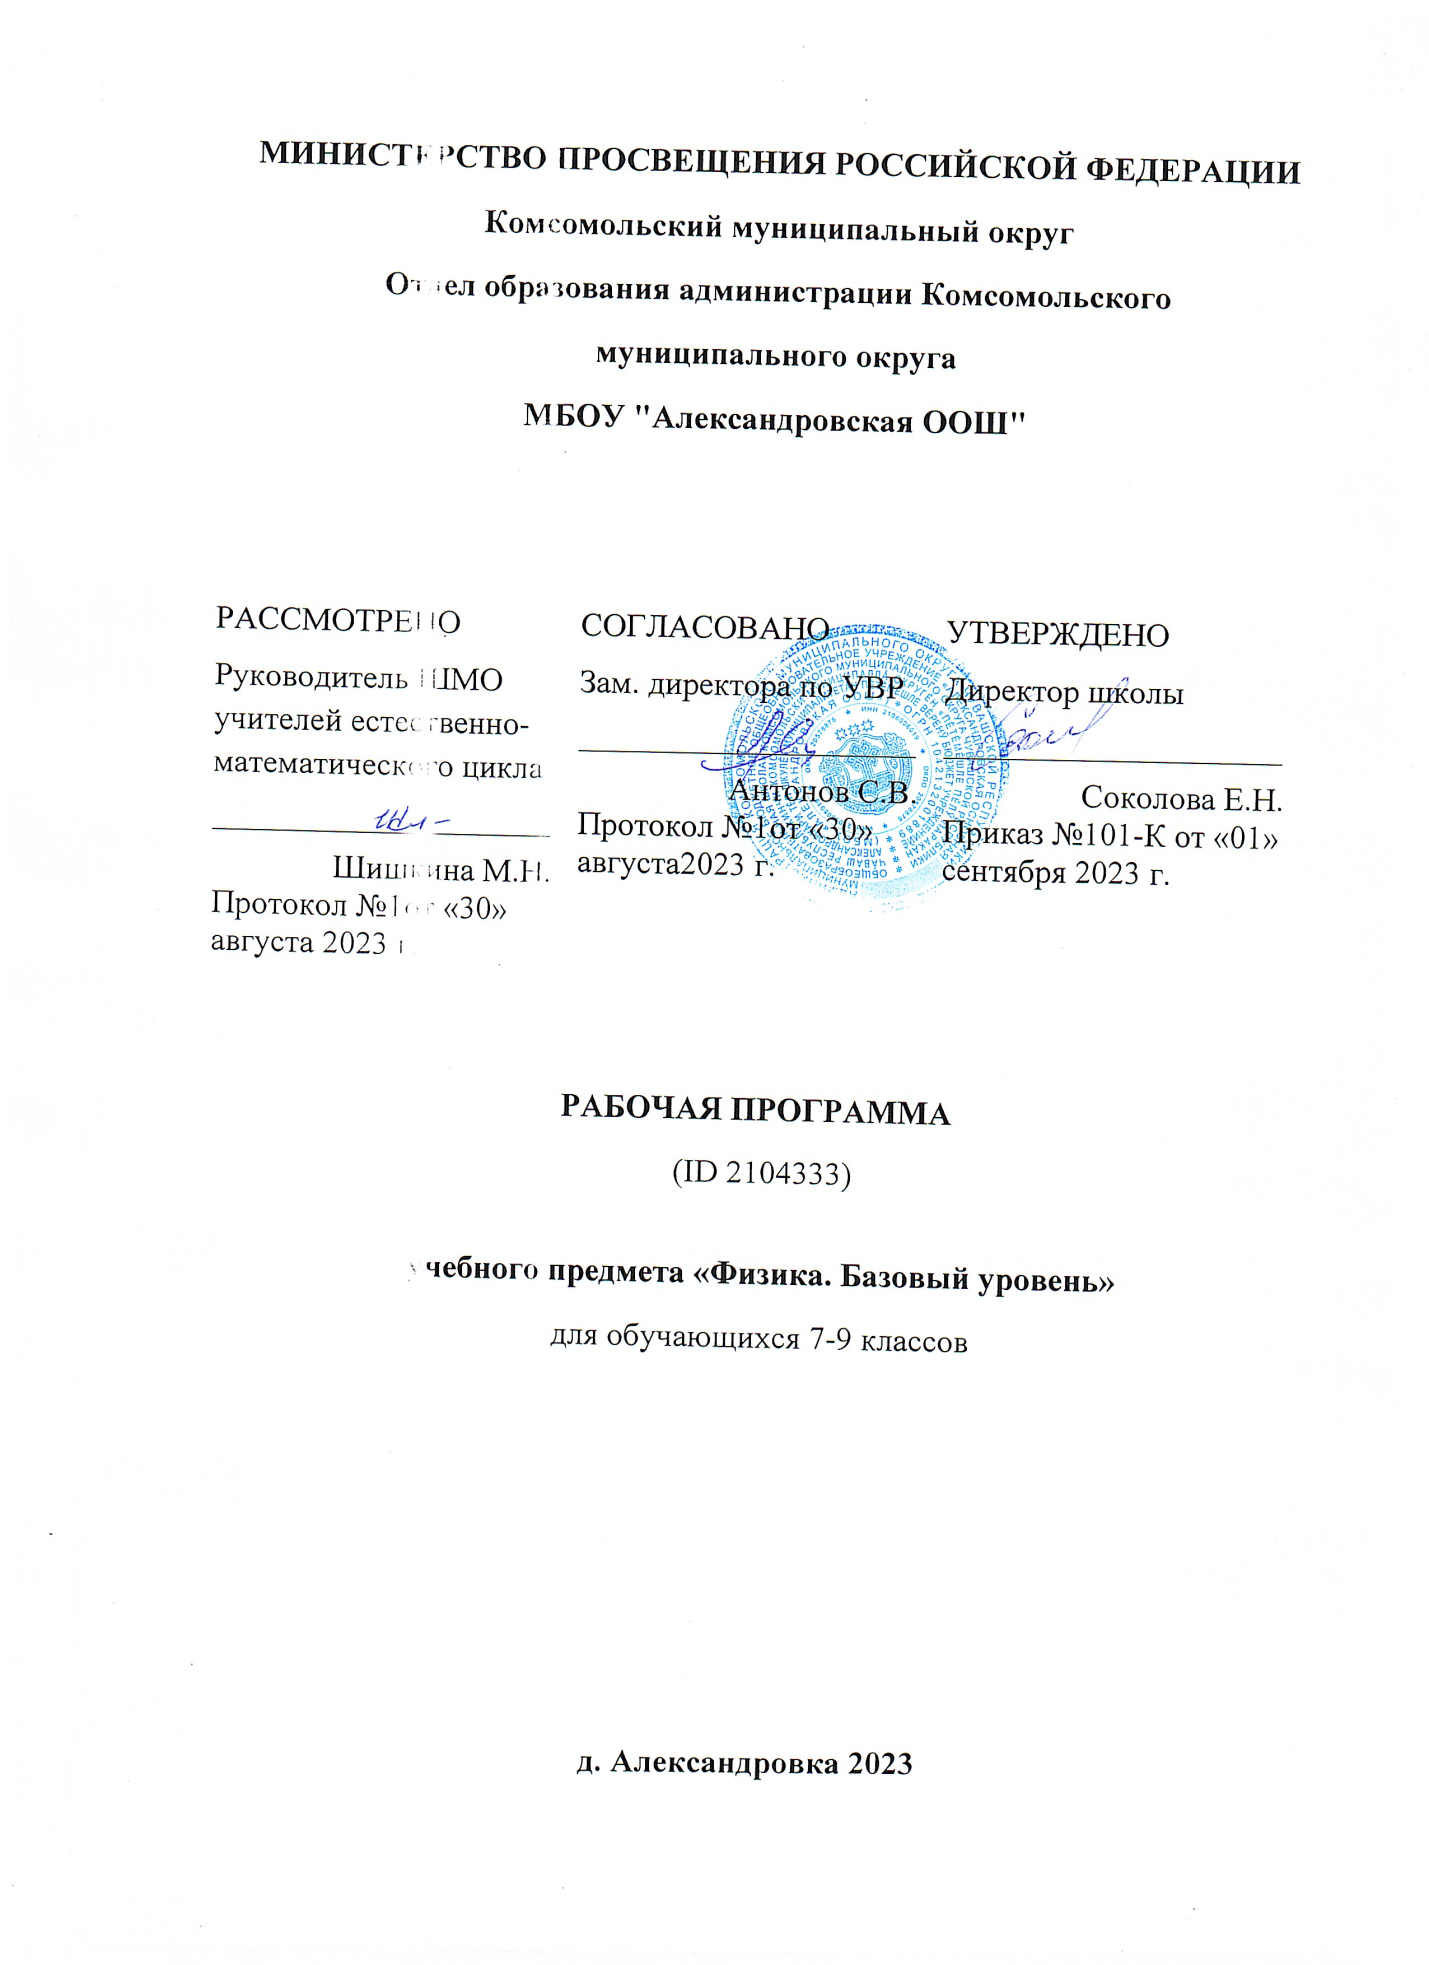 МИНИСТЕРСТВО ПРОСВЕЩЕНИЯ РОССИЙСКОЙ ФЕДЕРАЦИИ
Комсомольский муниципальный округ
Отдел образования администрации Комсомольского
муниципального округа
МБОУ "Александровская ООШ"
РАССМОТРЕНО
Руководитель ШМО
учителей естественно-
математического цикла
Шишкина М.Н.
Протокол №1от «30»
августа 2023 г
СОГЛАСОВАНО
Зам. директора по УВР
Антонов С.В.
Протокол №1от «30»
августа2023 г.
УТВЕРЖДЕНО
Директор школы
Соколова Е.Н.
Приказ №101-К от «01»
сентября 2023 г.
РАБОЧАЯ ПРОГРАММА
(ID 2104333)
учебного предмета «Физика. Базовый уровень»
для обучающихся 7-9 классов
д. Александровка 2023